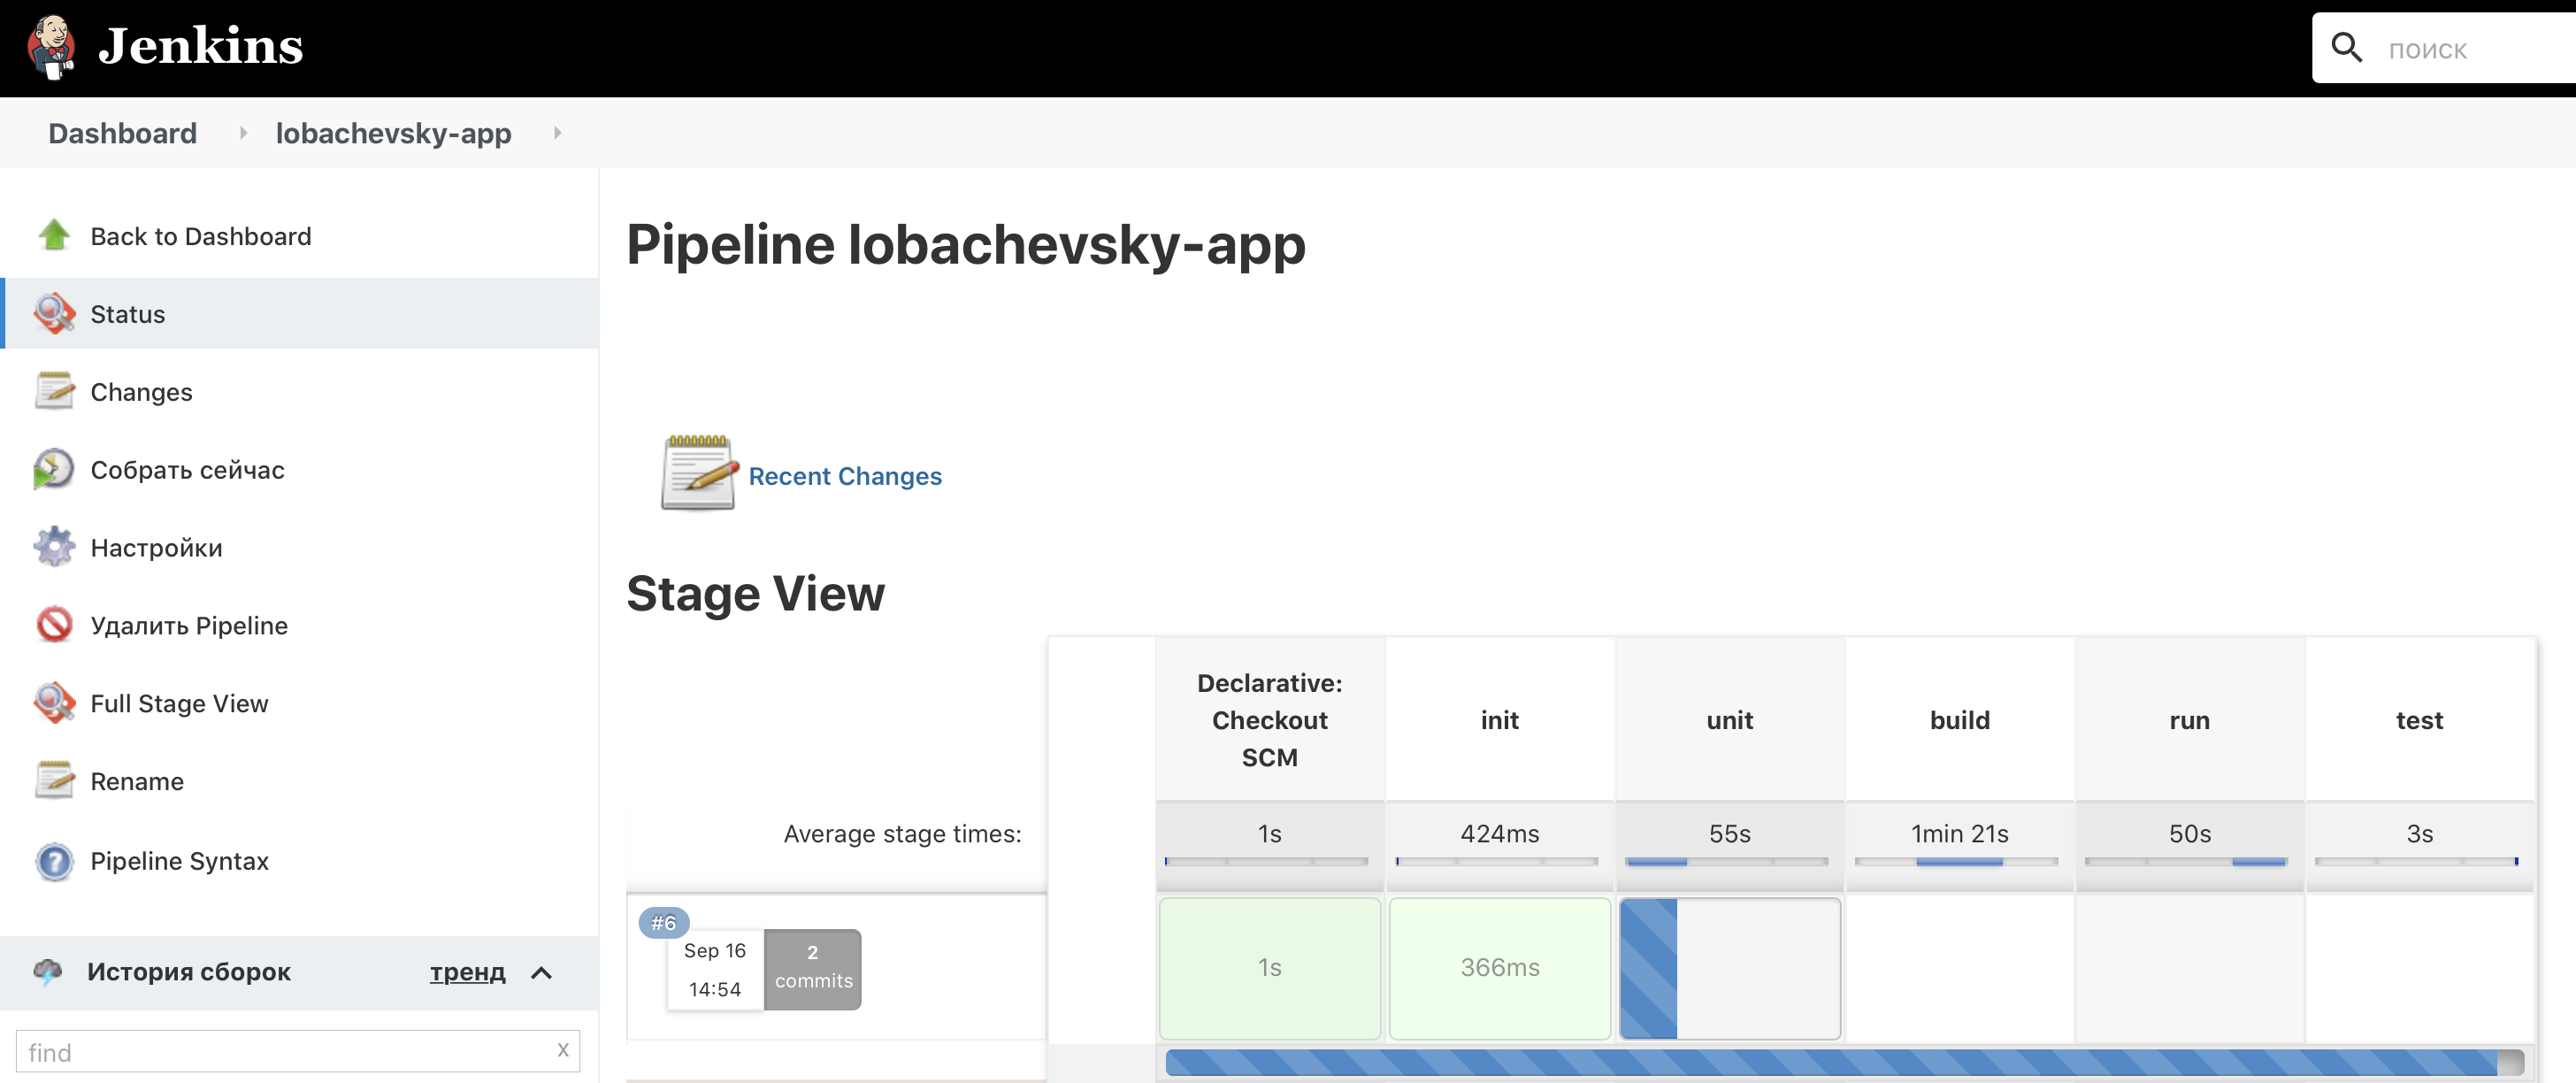 Jenkins
поиск
Dashboard
lobachevsky-app
Back to Dashboard
Status
Changes
Собрать сейчас
Настройки
Удалить Pipeline
Full Stage View
Rename
Pipeline Syntax
История сборок
тренд
find
x
Pipeline lobachevsky-app
Recent Changes
Stage View
Declarative:
Checkout
SCM
init
unit
build
run
test
Average stage times:
1s
424ms
55s
1min 21s
50s
3s
#6
Sep 16
14:54
2
commits
1s
366ms